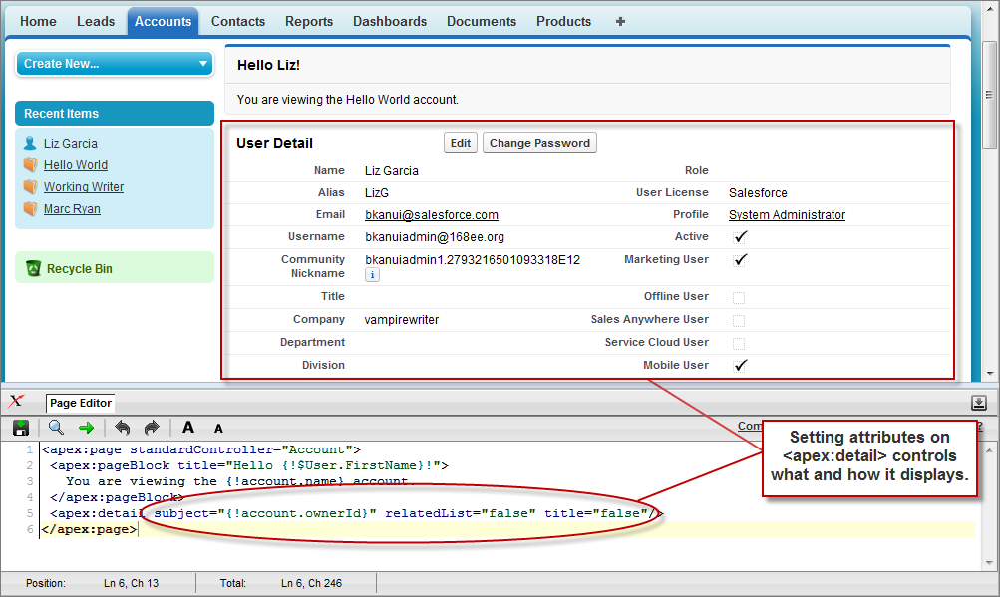 Home Leads Accounts Contacts Reports Dashboards Documents Products +
Create New...
Hello Liz!
You are viewing the Hello World account.
Recent Items
Liz Garcia
Hello World
Working Writer
Marc Ryan
Recycle Bin
User Detail Edit Change Password
Name Liz Garcia Role
Alias LizG User License Salesforce
Email bkanui@salesforce.com Profile System Administrator
Username bkanuiadmin@168ee.org Active
Community Nickname bkanuiadmin1.2793216501093318E12 Marketing User
i
Title Offline User
Company vampirewriter Sales Anywhere User
Department Service Cloud User
Division Mobile User
Page Editor
A A
1 <apex:page standardController="Account">
2 <apex:pageBlock title="Hello {!$User.FirstName}!">
3 You are viewing the {!account.name} account.
4 </apex:pageBlock>
5 <apex:detail subject="{!account.ownerId}" relatedList="false" title="false"/>
6 </apex:page>
Setting attributes on
<apex:detail> controls
what and how it displays.
Position: Ln 6, Ch 13 Total: Ln 6, Ch 246